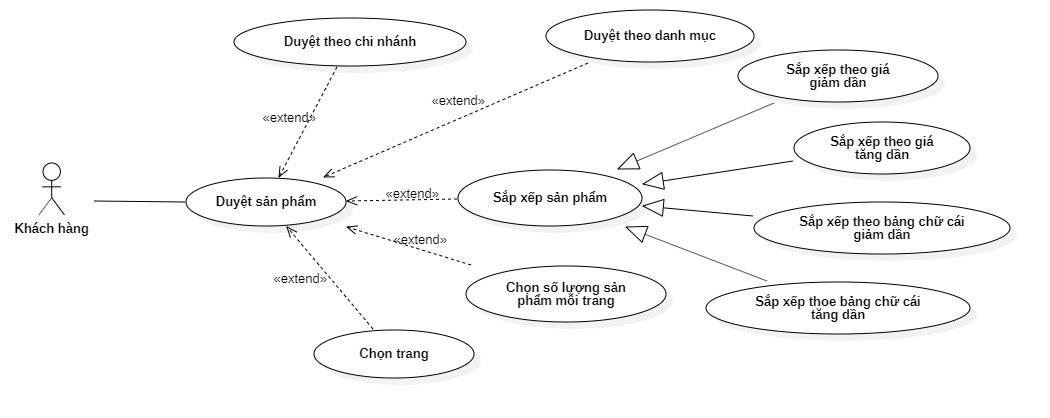 Duyệt theo chi nhánh
Duyệt theo danh mục
Sắp xếp theo giá
giảm dần
«extend»
«extend»
Sắp xếp theo giá
tăng dần
Khách hàng
Duyệt sản phẩm
«extend»
Sắp xếp sản phẩm
Sắp xếp theo bảng chữ cái
giảm dần
«extend»
«extend»
Chọn số lượng sản
phẩm mỗi trang
Sắp xếp thoe bảng chữ cái
tăng dần
Chọn trang